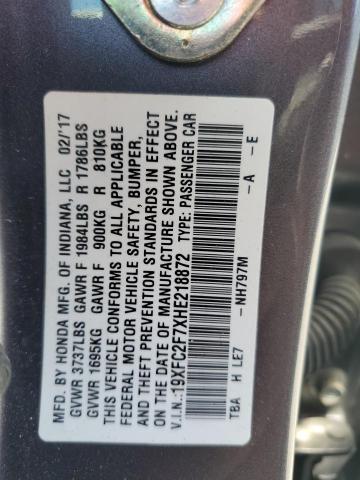 MFD. BY HONDA MFG. OF INDIANA, LLC 02/'17
GVWR 3737LBS GAWR F 1984LBS R 1786LBS
GVWR 1695KG GAWR F 900KG R 810KG
THIS VEHICLE CONFORMS TO ALL APPLICABLE
FEDERAL MOTOR VEHICLE SAFETY, BUMPER,
AND THEFT PREVENTION STANDARDS IN EFFECT
ON THE DATE OF MANUFACTURE SHOWN ABOVE.
V.I.N.:19XFC2F7XHE218872 TYPE: PASSENGER CAR
TBA H LE7 -NH797M -A -E